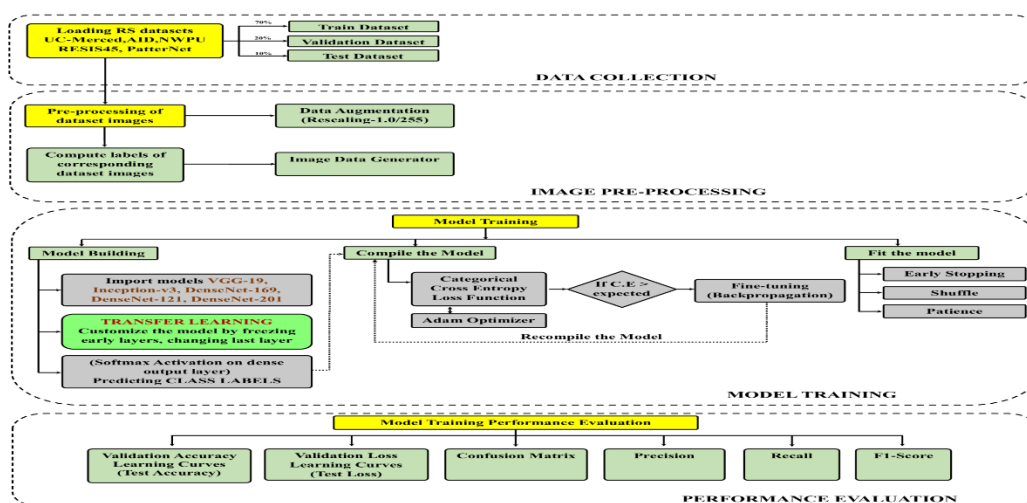 Loading RS datasets
UC-Merced,AID,NWPU
RESIS45, PatterNet
70%
Train Dataset
20%
Validation Dataset
10%
Test Dataset
DATA COLLECTION
Pre-processing of
dataset images
Data Augmentation
(Rescaling-1.0/255)
Compute labels of
corresponding
dataset images
Image Data Generator
IMAGE PRE-PROCESSING
Model Training
Model Building
Compile the Model
Fit the model
Import models VGG-19,
Inception-v3, DenseNet-169,
DenseNet-121, DenseNet-201
TRANSFER LEARNING
Customize the model by freezing
early layers, changing last layer
(Softmax Activation on dense
output layer)
Predicting CLASS LABELS
Categorical
Cross Entropy
Loss Function
Adam Optimizer
If C.E >
expected
Fine-tuning
(Backpropagation)
Recompile the Model
Early Stopping
Shuffle
Patience
MODEL TRAINING
Model Training Performance Evaluation
Validation Accuracy
Learning Curves
(Test Accuracy)
Validation Loss
Learning Curves
(Test Loss)
Confusion Matrix
Precision
Recall
F1-Score
PERFORMANCE EVALUATION